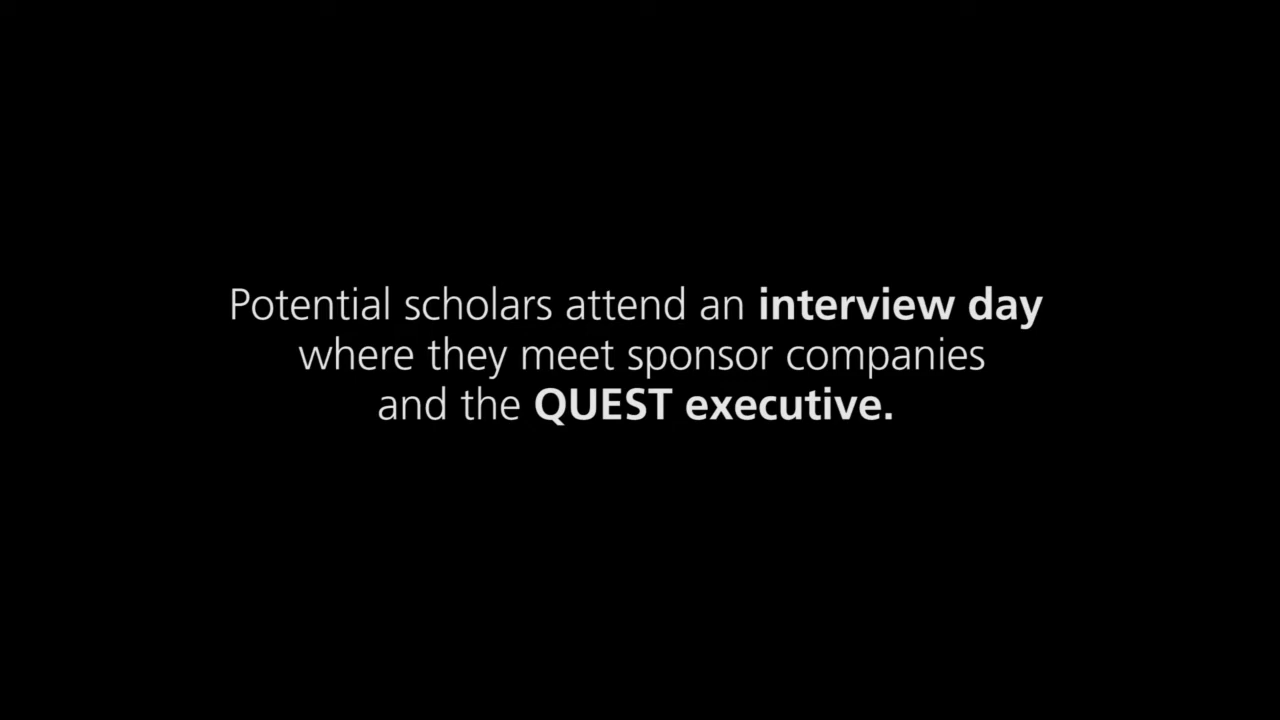 Potential scholars attend an interview day
where they meet sponsor companies
and the QUEST executive.